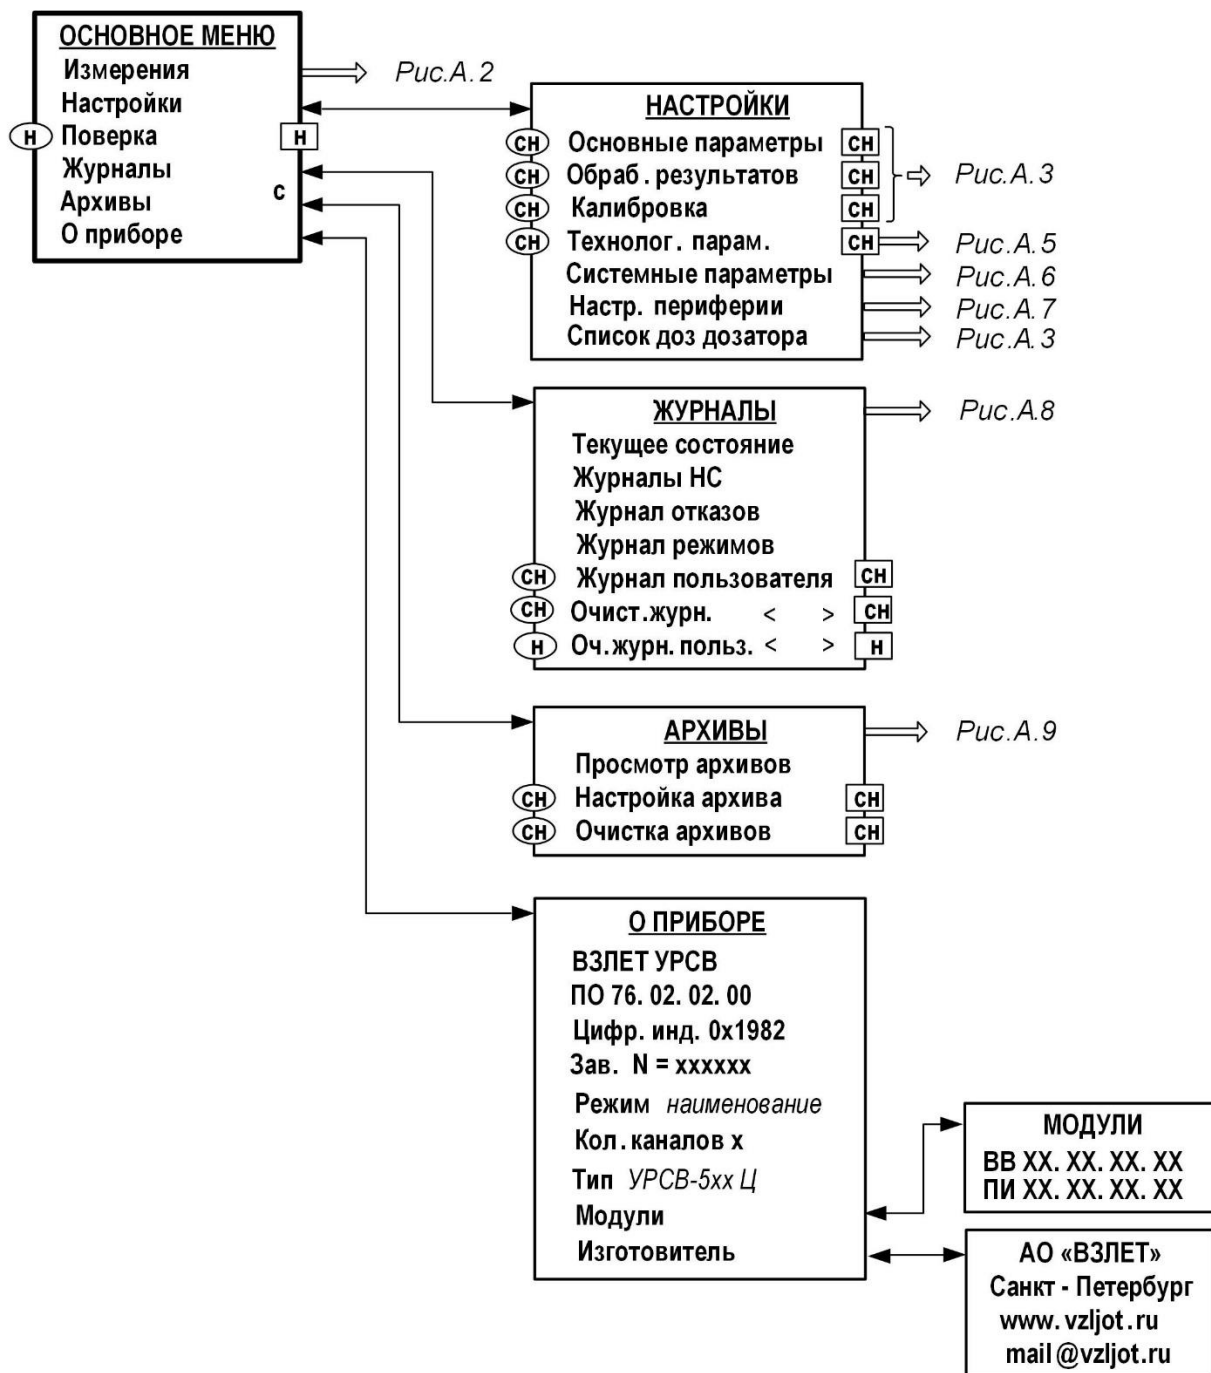 ОСНОВНОЕ МЕНЮ
Измерения
Рис.А.2
Настройки
Н Поверка Н
Журналы
Архивы
С
О приборе
НАСТРОЙКИ
СН Основные параметры СН
СН Обраб. результатов СН
Рис.А.3
СН Калибровка СН
СН Технолог. парам. СН
Рис.А.5
Системные параметры
Рис.А.6
Настр. периферии
Рис.А.7
Список доз дозатора
Рис.А.3
ЖУРНАЛЫ
Рис.А.8
Текущее состояние
Журналы НС
Журнал отказов
Журнал режимов
СН Журнал пользователя СН
СН Очист.журн. < > СН
Н Оч.журн. польз. < > Н
АРХИВЫ
Рис.А.9
Просмотр архивов
СН Настройка архива СН
СН Очистка архивов СН
О ПРИБОРЕ
ВЗЛЕТ УРСВ
ПО 76. 02. 02. 00
Цифр. инд. 0x1982
Зав. N = xxxxxx
Режим наименование
Кол. каналов x
Тип УРСВ-5xx Ц
Модули
Изготовитель
МОДУЛИ
ВВ XX. XX. XX. XX
ПИ XX. XX. XX. XX
АО «ВЗЛЕТ»
Санкт - Петербург
www. vzljot.ru
mail @vzljot.ru